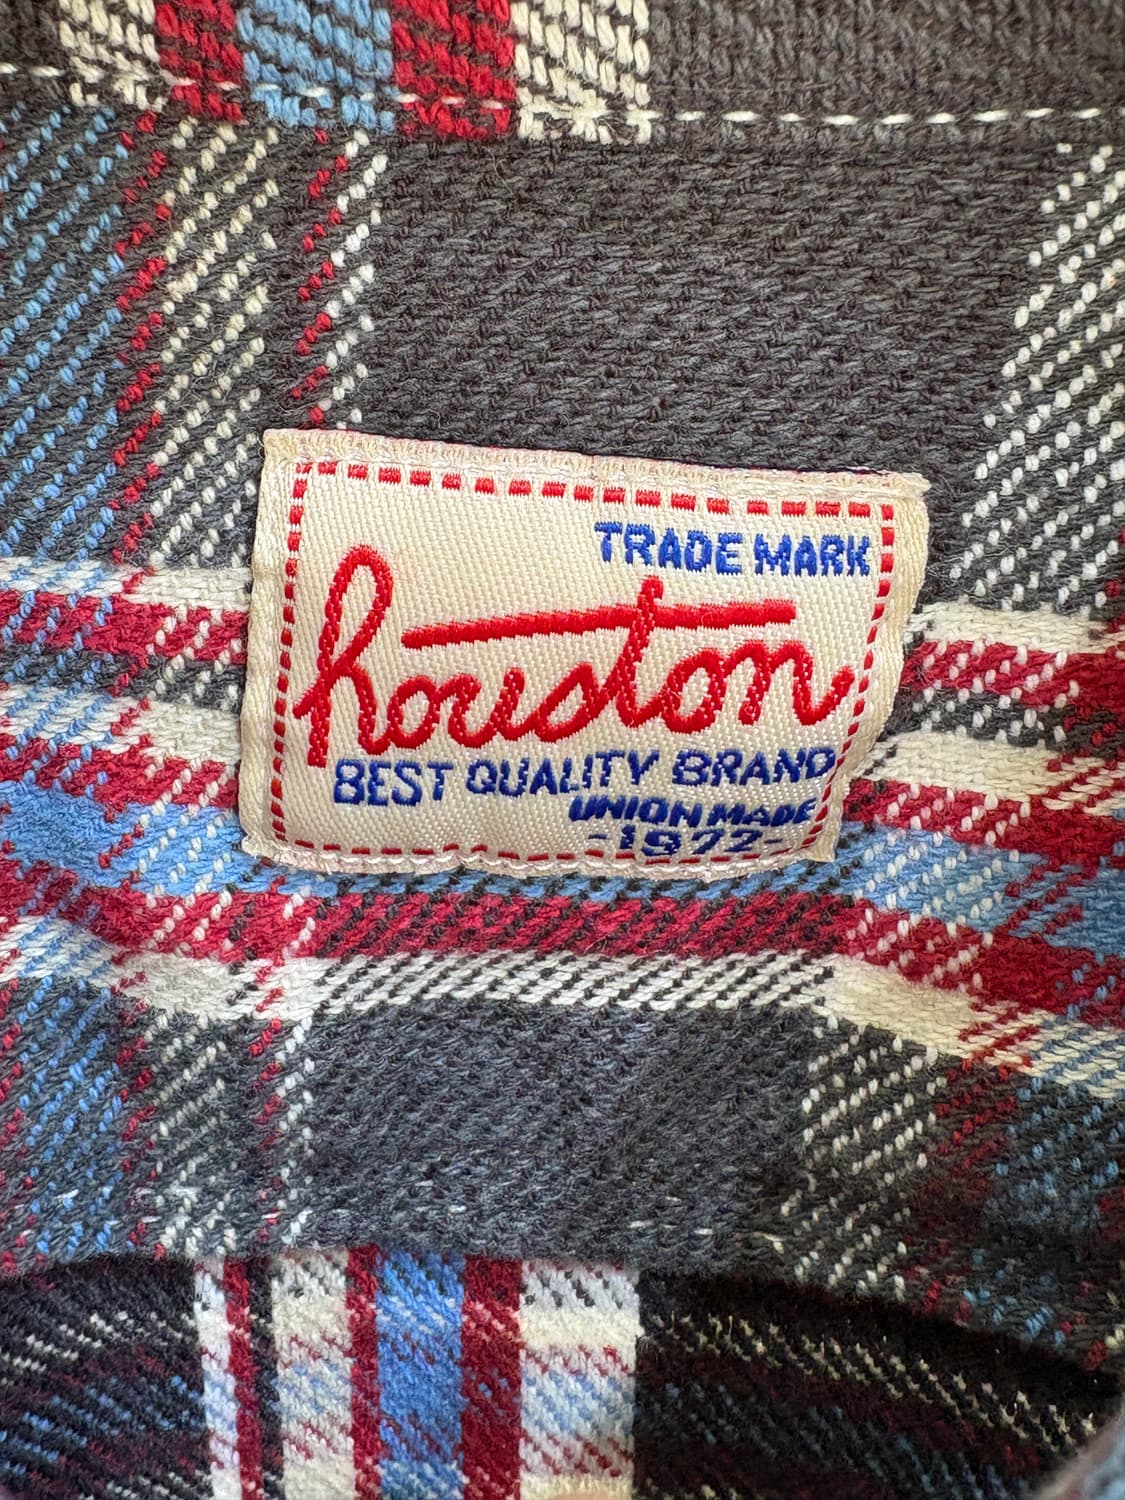 TRADE MARK
houston
BEST QUALITY BRAND
UNION MADE
-1972-